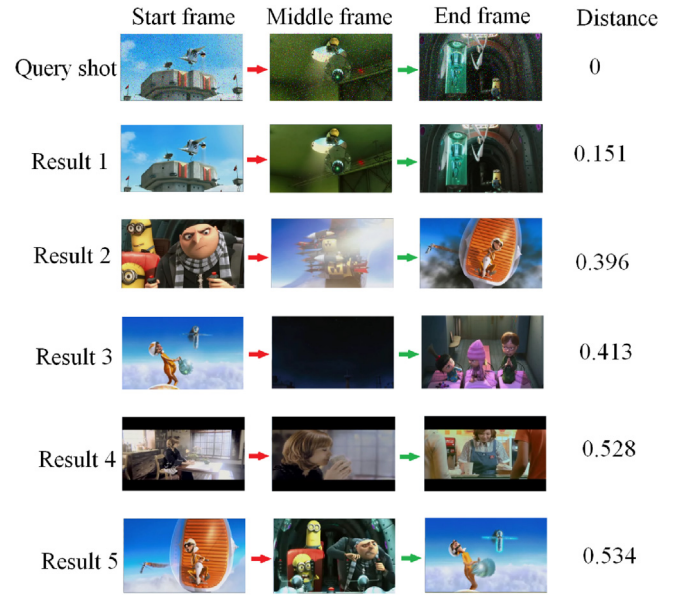 Start frame Middle frame End frame Distance
Query shot 0
Result 1 0.151
Result 2 0.396
Result 3 0.413
Result 4 0.528
Result 5 0.534